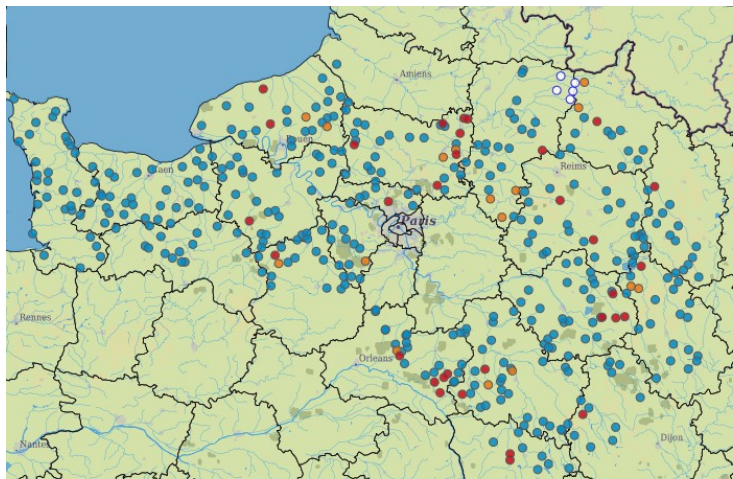 Amiens
Rouen
Caen
Reims
Paris
Rennes
Orleans
Nantes
Dijon